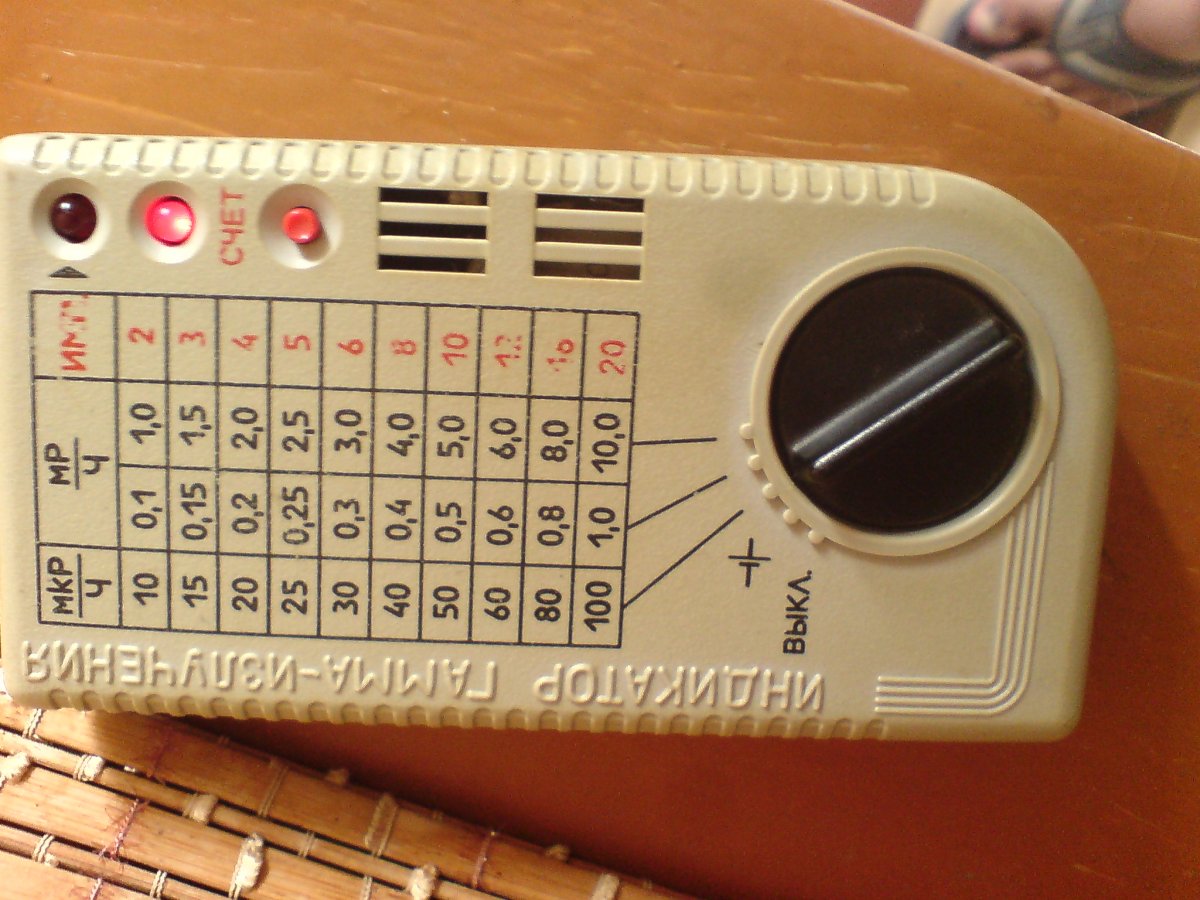 ИНДИКАТОР ГАММА-ИЗЛУЧЕНИЯ
МКР/Ч МР/Ч ИМП.
10 0,1 1,0 2
15 0,15 1,5 3
20 0,2 2,0 4
25 0,25 2,5 5
30 0,3 3,0 6
40 0,4 4,0 8
50 0,5 5,0 10
60 0,6 6,0 12
80 0,8 8,0 16
100 1,0 10,0 20
СЧЕТ
ВЫКЛ.